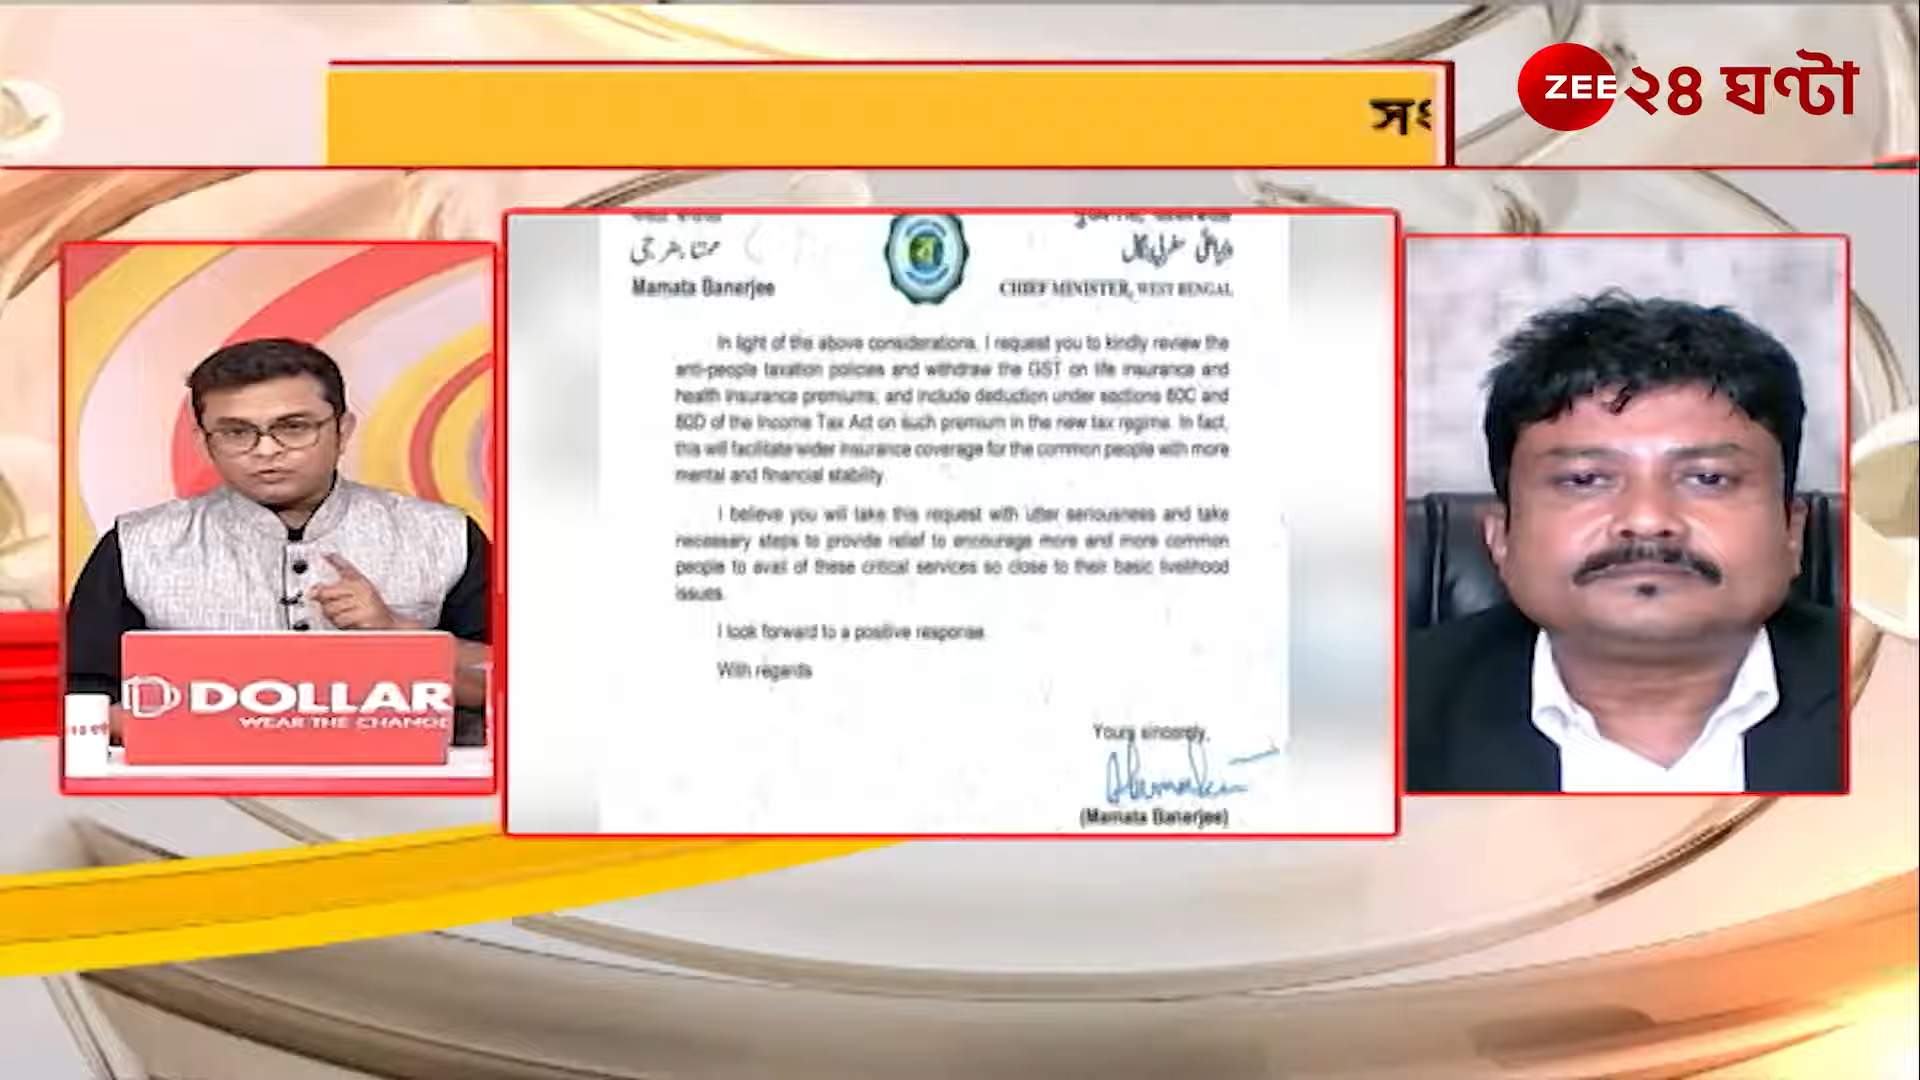 সং
ZEE ২৪ ঘণ্টা
ممتا بنرجی
Mamata Banerjee
CHIEF MINISTER, WEST BENGAL
In light of the above considerations, I request you to kindly review the
anti-people taxation policies and withdraw the GST on life insurance and
health insurance premiums; and include deduction under sections 80C and
80D of the Income Tax Act on such premium in the new tax regime. In fact,
this will facilitate wider insurance coverage for the common people with more
mental and financial stability.
I believe you will take this request with utter seriousness and take
necessary steps to provide relief to encourage more and more common
people to avail of these critical services so close to their basic livelihood
issues.
I look forward to a positive response.
With regards
Yours sincerely,
(Mamata Banerjee)
DOLLAR
WEAR THE CHANGE